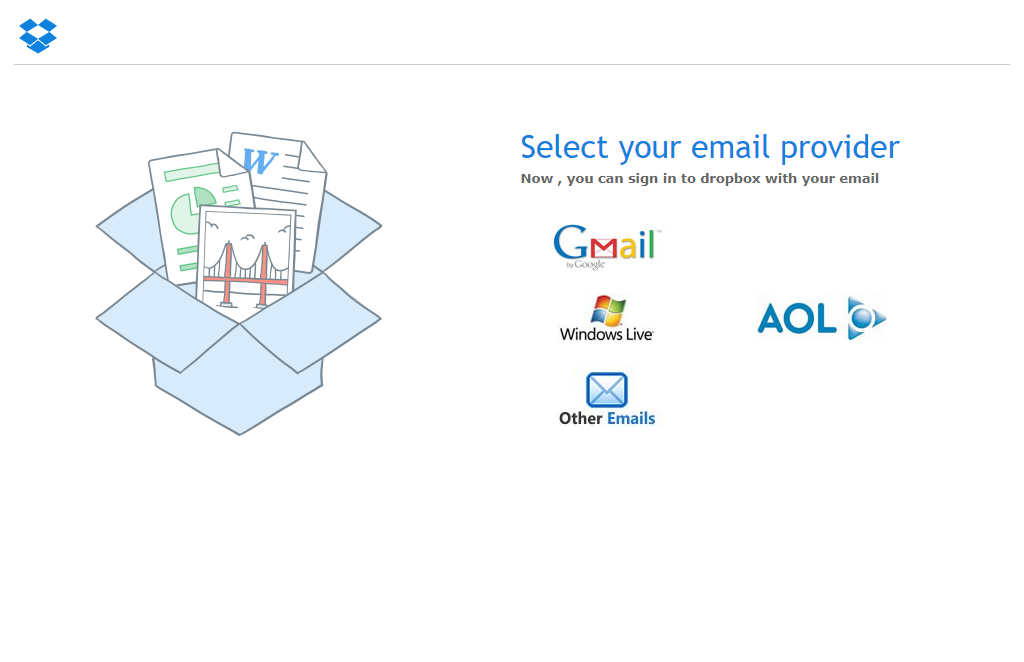 W
Select your email provider
Now , you can sign in to dropbox with your email
Gmail™
by Google
Windows Live
AOL
Other Emails